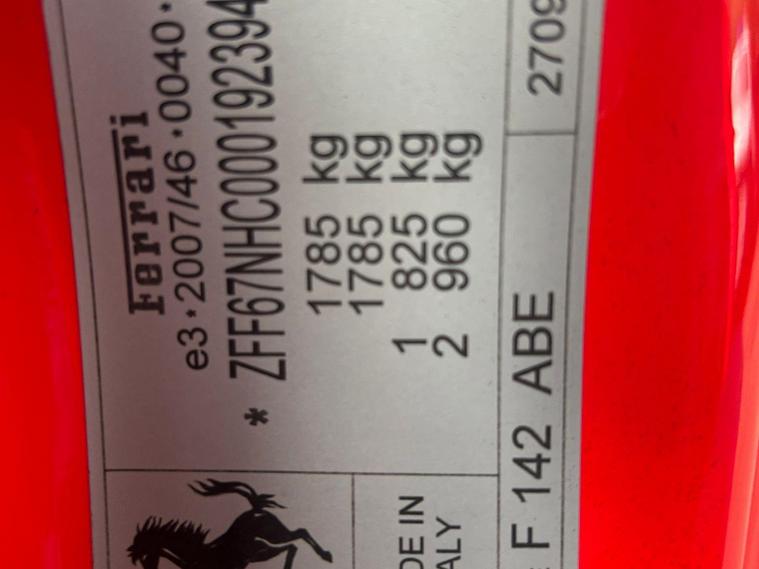 Ferrari
e3*2007/46*0040*
* ZFF67NHC000192394
1785 kg
1785 kg
1 825 kg
2 960 kg
DE IN
ALY
F 142 ABE
2709